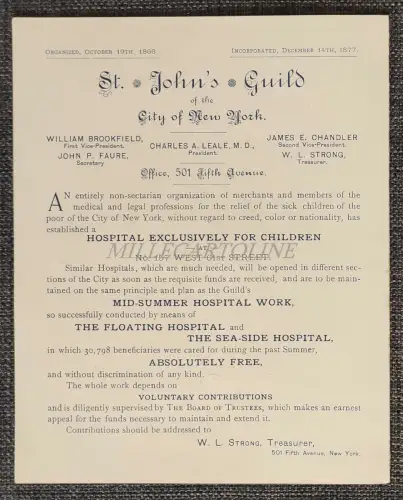 Organised, October 19th, 1866.
Incorporated, December 19th, 1877.
St. John's Guild
of the
City of New York.
WILLIAM BROOKFIELD,
First Vice-President.
JOHN P. FAURE,
Secretary
CHARLES A. LEALE, M.D.,
President.
JAMES E. CHANDLER
Second Vice-President.
W. L. STRONG,
Treasurer.
Office, 501 Fifth Avenue.
AN entirely non-sectarian organization of merchants and members of the
medical and legal professions for the relief of the sick children of the
poor of the City of New York, without regard to creed, color or nationality, has
established a
HOSPITAL EXCLUSIVELY FOR CHILDREN
AT
MILLECARTOLINE
No. 157 WEST 61st STREET.
Similar Hospitals, which are much needed, will be opened in different sec-
tions of the City as soon as the requisite funds are received, and are to be main-
tained on the same principle and plan as the Guild's
MID-SUMMER HOSPITAL WORK,
so successfully conducted by means of
THE FLOATING HOSPITAL and
THE SEA-SIDE HOSPITAL,
in which 30,798 beneficiaries were cared for during the past Summer,
ABSOLUTELY FREE,
and without discrimination of any kind.
The whole work depends on
VOLUNTARY CONTRIBUTIONS
and is diligently supervised by The Board of Trustees, which makes an earnest
appeal for the funds necessary to maintain and extend it.
Contributions should be addressed to
W. L. Strong, Treasurer,
501 Fifth Avenue, New York.